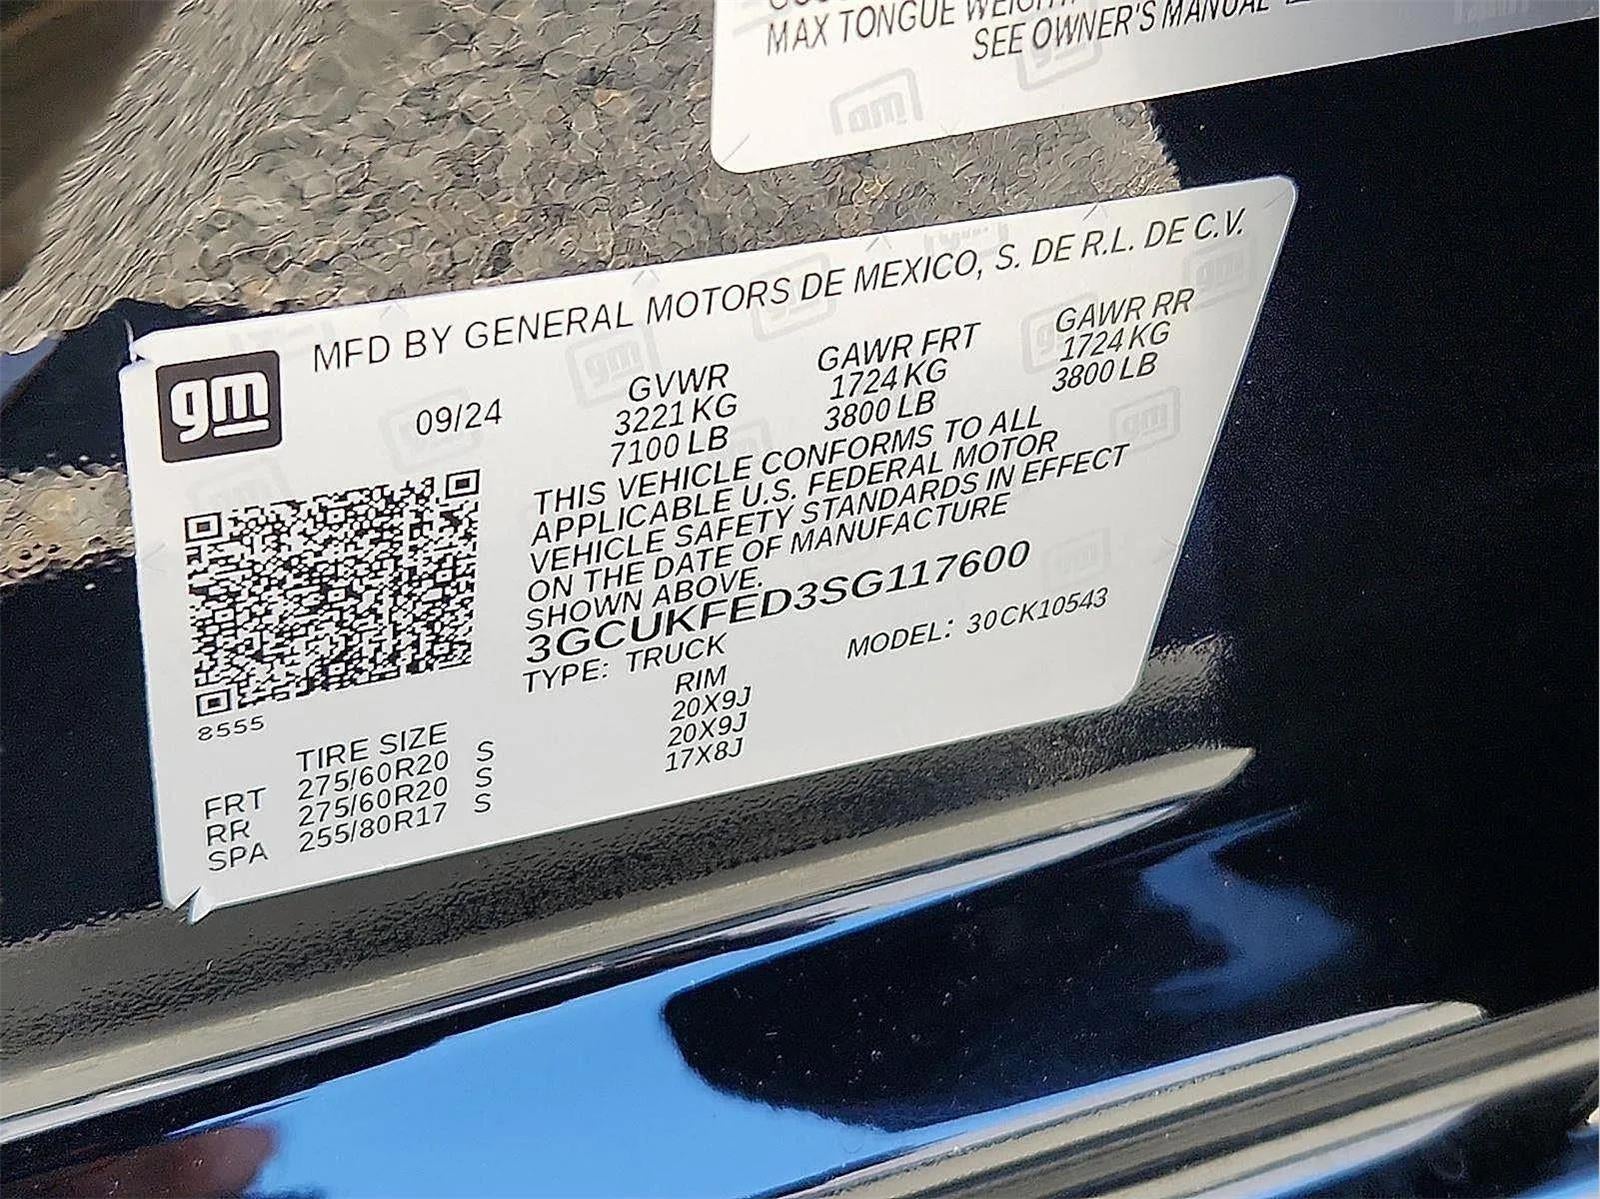 MAX TONGUE WEIGHT
SEE OWNER'S MANUAL
MFD BY GENERAL MOTORS DE MEXICO, S. DE R.L. DE C.V.
gm
09/24 GVWR GAWR FRT GAWR RR
3221 KG 1724 KG 1724 KG
7100 LB 3800 LB 3800 LB
THIS VEHICLE CONFORMS TO ALL
APPLICABLE U.S. FEDERAL MOTOR
VEHICLE SAFETY STANDARDS IN EFFECT
ON THE DATE OF MANUFACTURE
SHOWN ABOVE.
3GCUKFED3SG117600
TYPE: TRUCK MODEL: 30CK10543
8555
TIRE SIZE RIM
FRT 275/60R20 S 20X9J
RR 275/60R20 S 20X9J
SPA 255/80R17 S 17X8J